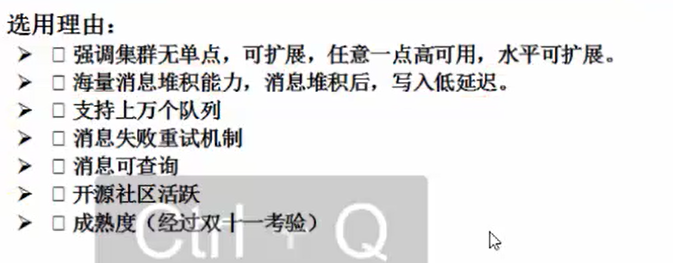 选用理由：
➢ □ 强调集群无单点，可扩展，任意一点高可用，水平可扩展。
➢ □ 海量消息堆积能力，消息堆积后，写入低延迟。
➢ □ 支持上万个队列
➢ □ 消息失败重试机制
➢ □ 消息可查询
➢ □ 开源社区活跃
➢ □ 成熟度（经过双十一考验）
Ctrl + Q